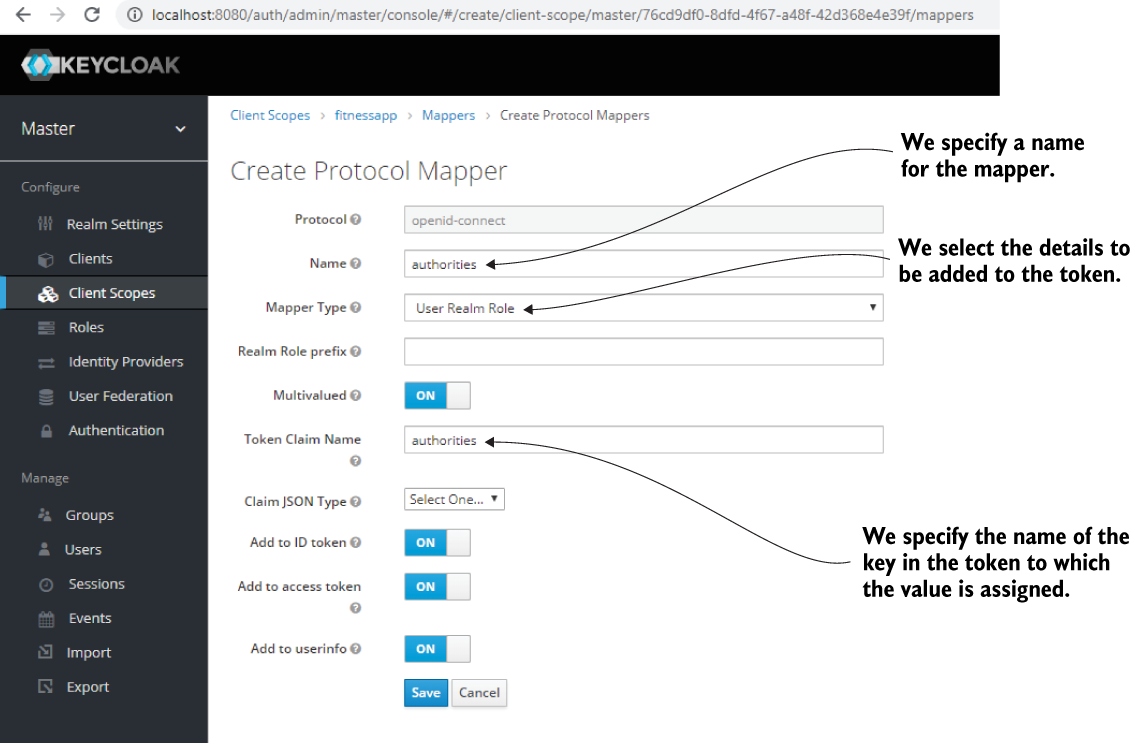 localhost:8080/auth/admin/master/console/#/create/client-scope/master/76cd9df0-8dfd-4f67-a48f-42d368e4e39f/mappers
KEYCLOAK
Master
Configure
Realm Settings
Clients
Client Scopes
Roles
Identity Providers
User Federation
Authentication
Manage
Groups
Users
Sessions
Events
Import
Export
Client Scopes > fitnessapp > Mappers > Create Protocol Mappers
Create Protocol Mapper
Protocol
openid-connect
Name
authorities
Mapper Type
User Realm Role
Realm Role prefix
Multivalued
ON
Token Claim Name
authorities
Claim JSON Type
Select One...
Add to ID token
ON
Add to access token
ON
Add to userinfo
ON
Save
Cancel
We specify a name
for the mapper.
We select the details to
be added to the token.
We specify the name of the
key in the token to which
the value is assigned.